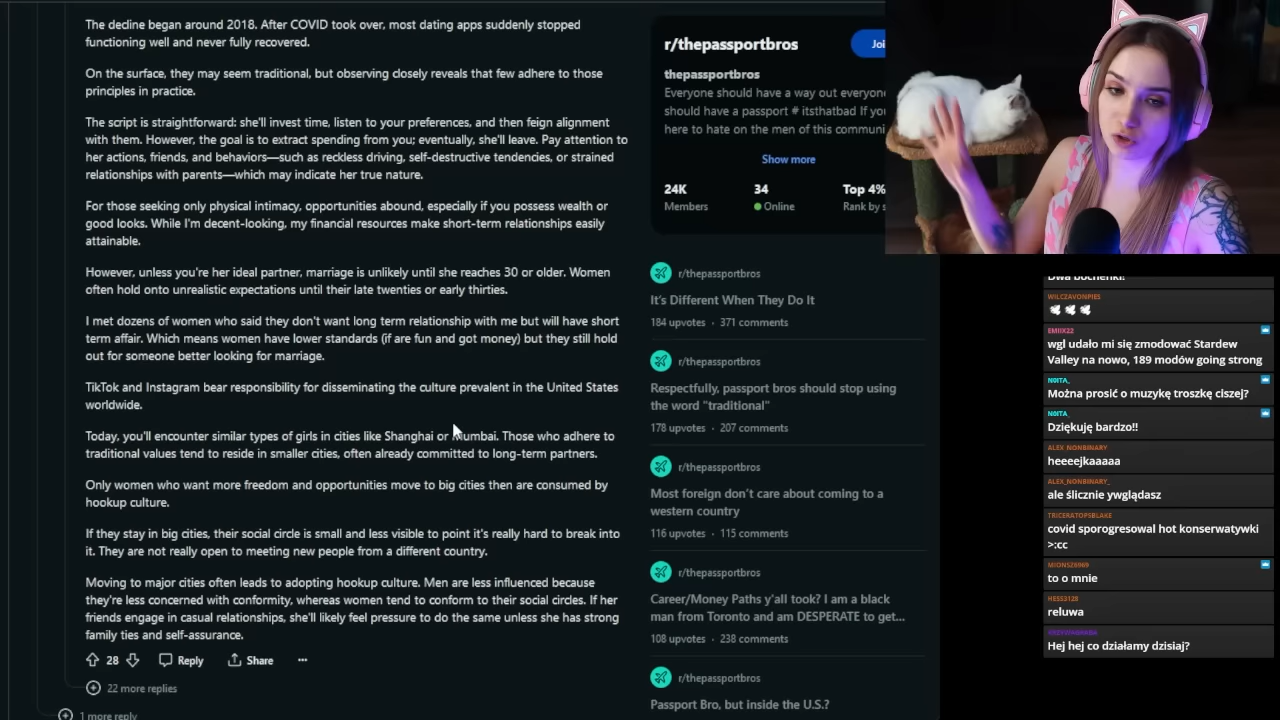 The decline began around 2018. After COVID took over, most dating apps suddenly stopped
functioning well and never fully recovered.
On the surface, they may seem traditional, but observing closely reveals that few adhere to those
principles in practice.
The script is straightforward: she'll invest time, listen to your preferences, and then feign alignment
with them. However, the goal is to extract spending from you; eventually, she'll leave. Pay attention to
her actions, friends, and behaviors—such as reckless driving, self-destructive tendencies, or strained
relationships with parents—which may indicate her true nature.
For those seeking only physical intimacy, opportunities abound, especially if you possess wealth or
good looks. While I'm decent-looking, my financial resources make short-term relationships easily
attainable.
However, unless you're her ideal partner, marriage is unlikely until she reaches 30 or older. Women
often hold onto unrealistic expectations until their late twenties or early thirties.
I met dozens of women who said they don't want long term relationship with me but will have short
term affair. Which means women have lower standards (if are fun and got money) but they still hold
out for someone better looking for marriage.
TikTok and Instagram bear responsibility for disseminating the culture prevalent in the United States
worldwide.
Today, you'll encounter similar types of girls in cities like Shanghai or Mumbai. Those who adhere to
traditional values tend to reside in smaller cities, often already committed to long-term partners.
Only women who want more freedom and opportunities move to big cities then are consumed by
hookup culture.
If they stay in big cities, their social circle is small and less visible to point it's really hard to break into
it. They are not really open to meeting new people from a different country.
Moving to major cities often leads to adopting hookup culture. Men are less influenced because
they're less concerned with conformity, whereas women tend to conform to their social circles. If her
friends engage in casual relationships, she'll likely feel pressure to do the same unless she has strong
family ties and self-assurance.
28 Reply Share
22 more replies
1 more reply
r/thepassportbros
Joi
thepassportbros
Everyone should have a way out everyone
should have a passport # itsthatbad If you
here to hate on the men of this communi
Show more
24K 34 Top 4%
Members Online Rank by s
r/thepassportbros
It's Different When They Do It
184 upvotes · 371 comments
r/thepassportbros
Respectfully, passport bros should stop using
the word "traditional"
178 upvotes · 207 comments
r/thepassportbros
Most foreign don't care about coming to a
western country
116 upvotes · 115 comments
r/thepassportbros
Career/Money Paths y'all took? I am a black
man from Toronto and am DESPERATE to get...
108 upvotes · 238 comments
r/thepassportbros
Passport Bro, but inside the U.S.?
Dwa bochenki!
WILCZAVONPIES
EMIIX22
wgl udało mi się zmodować Stardew
Valley na nowo, 189 modów going strong
N0ITA_
Można prosić o muzykę troszkę ciszej?
N0ITA_
Dziękuję bardzo!!
ALEX_NONBINARY_
heeeejkaaaaa
ALEX_NONBINARY_
ale ślicznie ywglądasz
TRICERATOPSBLAKE
covid sporogresował hot konserwatywki
>:cc
MIONSZ6969
to o mnie
HESS3128
reluwa
Hej hej co działamy dzisiaj?